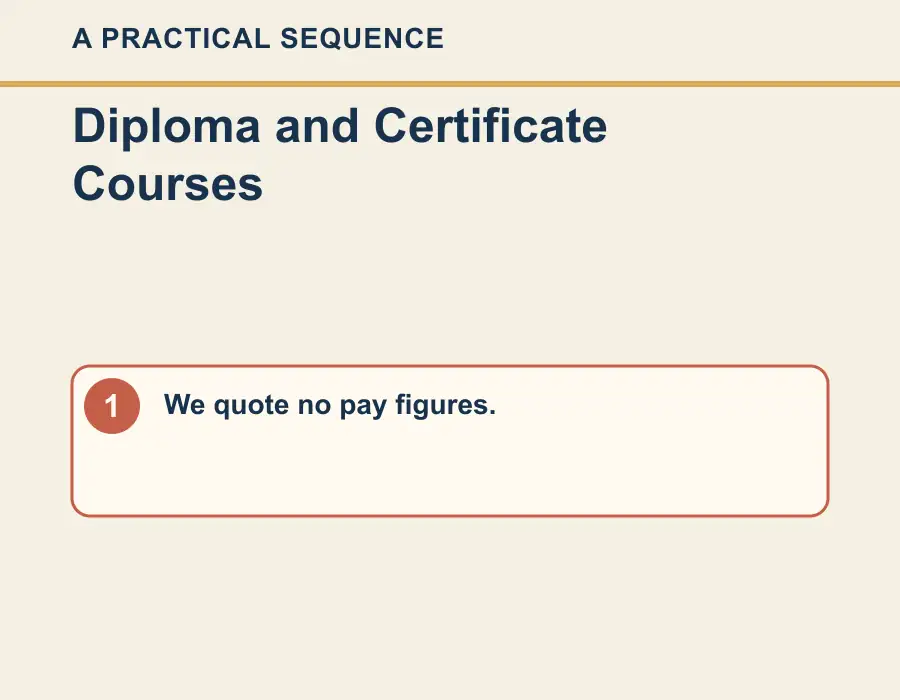 A PRACTICAL SEQUENCE
Diploma and Certificate
Courses
1 We quote no pay figures.